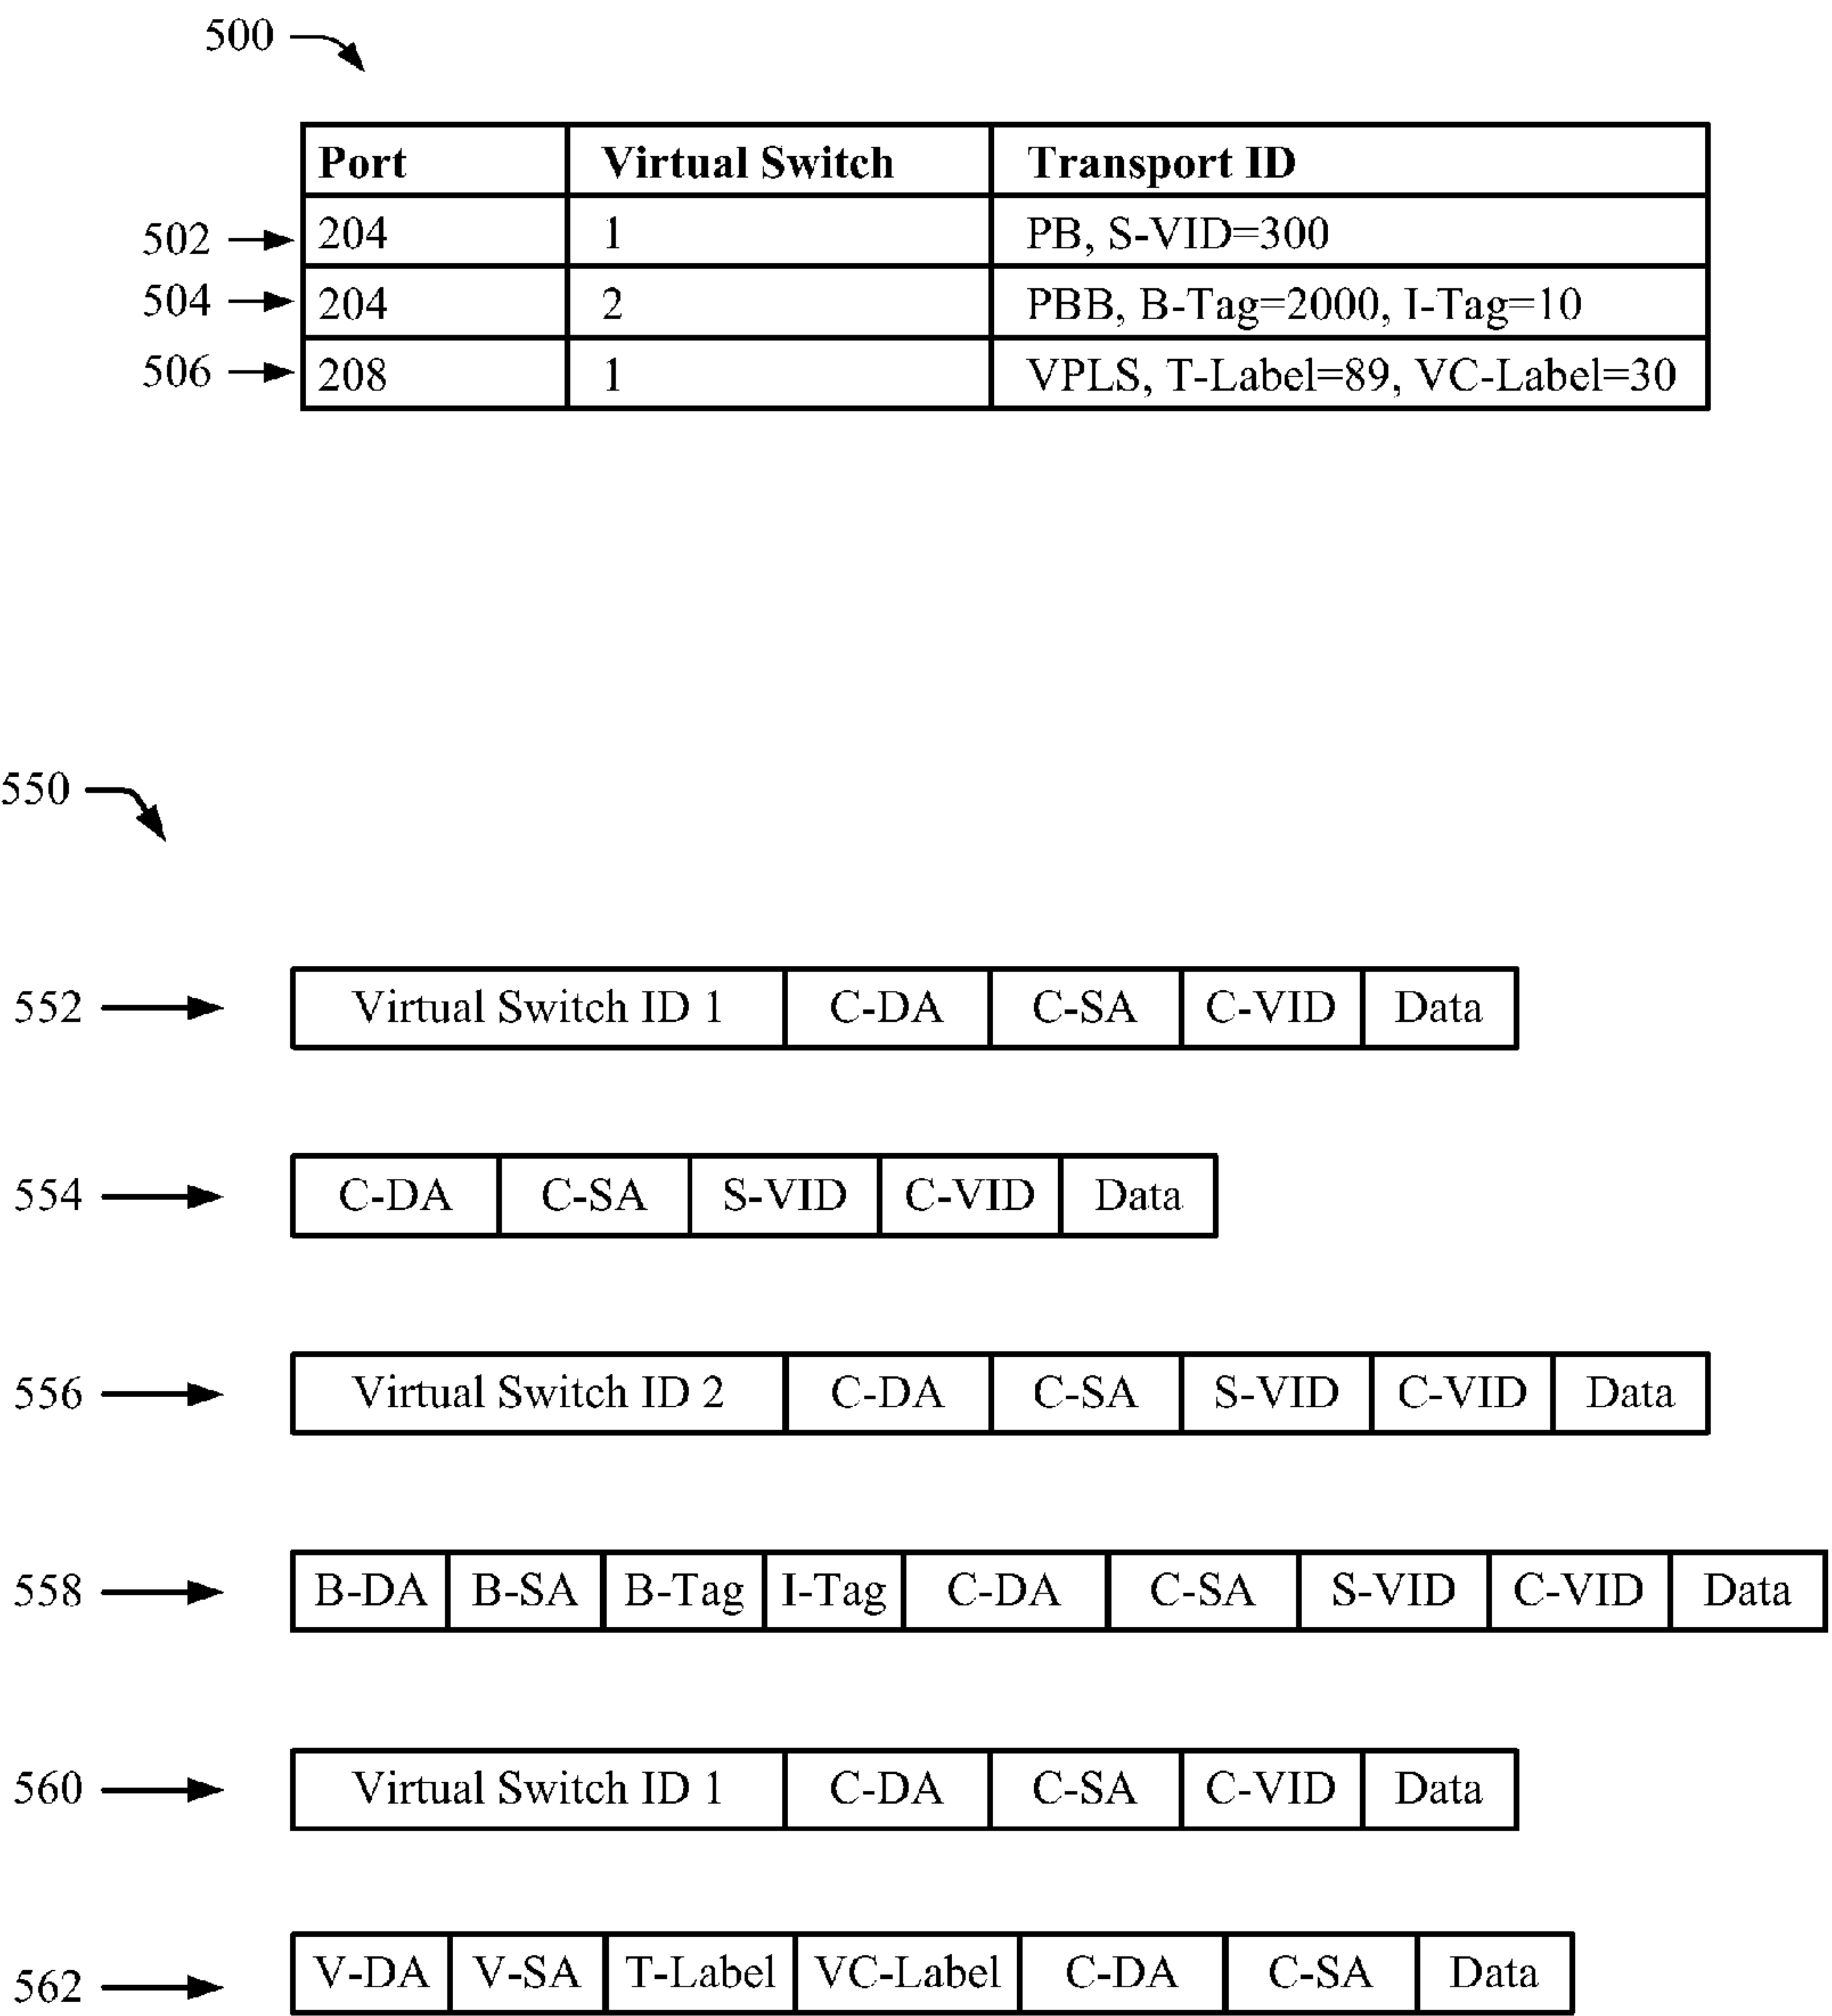 500
Port Virtual Switch Transport ID
502 204 1 PB, S-VID=300
504 204 2 PBB, B-Tag=2000, I-Tag=10
506 208 1 VPLS, T-Label=89, VC-Label=30
550
552 Virtual Switch ID 1 C-DA C-SA C-VID Data
554 C-DA C-SA S-VID C-VID Data
556 Virtual Switch ID 2 C-DA C-SA S-VID C-VID Data
558 B-DA B-SA B-Tag I-Tag C-DA C-SA S-VID C-VID Data
560 Virtual Switch ID 1 C-DA C-SA C-VID Data
562 V-DA V-SA T-Label VC-Label C-DA C-SA Data